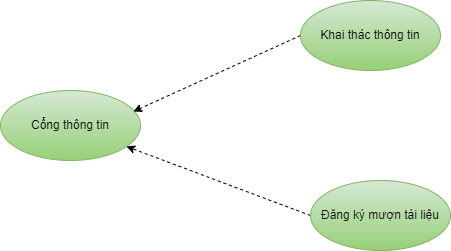 Khai thác thông tin
Cổng thông tin
Đăng ký mượn tài liệu